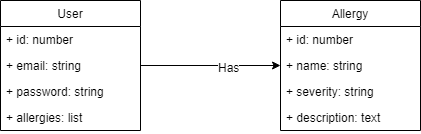 User
+ id: number
+ email: string
+ password: string
+ allergies: list
Has
Allergy
+ id: number
+ name: string
+ severity: string
+ description: text